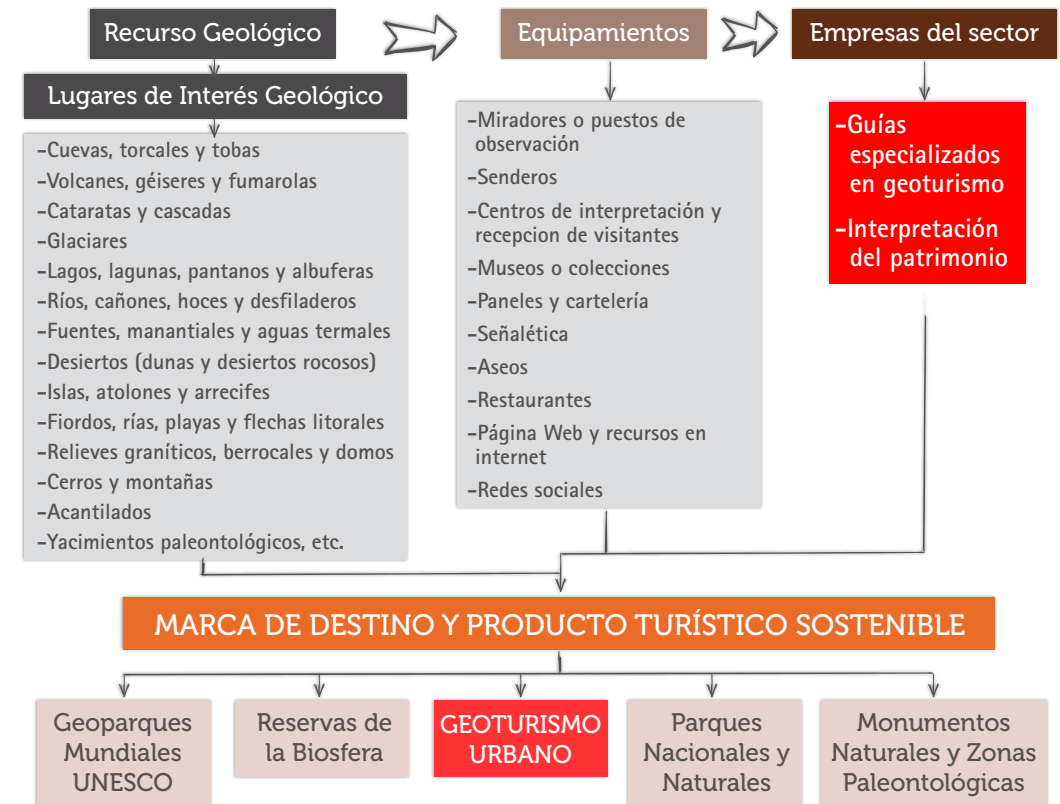 Recurso Geológico
Equipamientos
Empresas del sector
Lugares de Interés Geológico
-Cuevas, torcales y tobas
-Volcanes, géiseres y fumarolas
-Cataratas y cascadas
-Glaciares
-Lagos, lagunas, pantanos y albuferas
-Ríos, cañones, hoces y desfiladeros
-Fuentes, manantiales y aguas termales
-Desiertos (dunas y desiertos rocosos)
-Islas, atolones y arrecifes
-Fiordos, rías, playas y flechas litorales
-Relieves graníticos, berrocales y domos
-Cerros y montañas
-Acantilados
-Yacimientos paleontológicos, etc.
-Miradores o puestos de
observación
-Senderos
-Centros de interpretación y
recepcion de visitantes
-Museos o colecciones
-Paneles y cartelería
-Señalética
-Aseos
-Restaurantes
-Página Web y recursos en
internet
-Redes sociales
-Guías
especializados
en geoturismo
-Interpretación
del patrimonio
MARCA DE DESTINO Y PRODUCTO TURÍSTICO SOSTENIBLE
Geoparques
Mundiales
UNESCO
Reservas de
la Biosfera
GEOTURISMO
URBANO
Parques
Nacionales y
Naturales
Monumentos
Naturales y Zonas
Paleontológicas